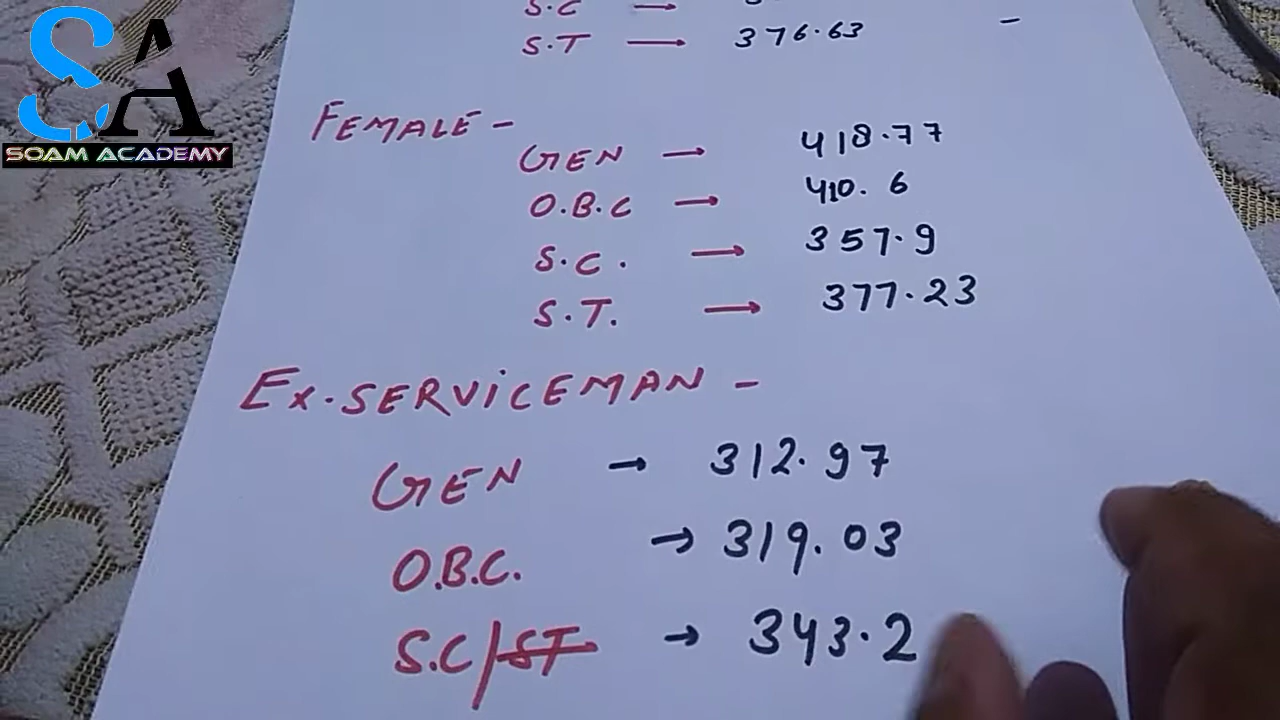 S.C →
S.T → 376.63 -
SA
SOAM ACADEMY
FEMALE -
GEN → 418.77
O.B.C → 410.6
S.C. → 357.9
S.T. → 377.23
EX.SERVICEMAN -
GEN → 312.97
O.B.C. → 319.03
S.C/ST → 343.2